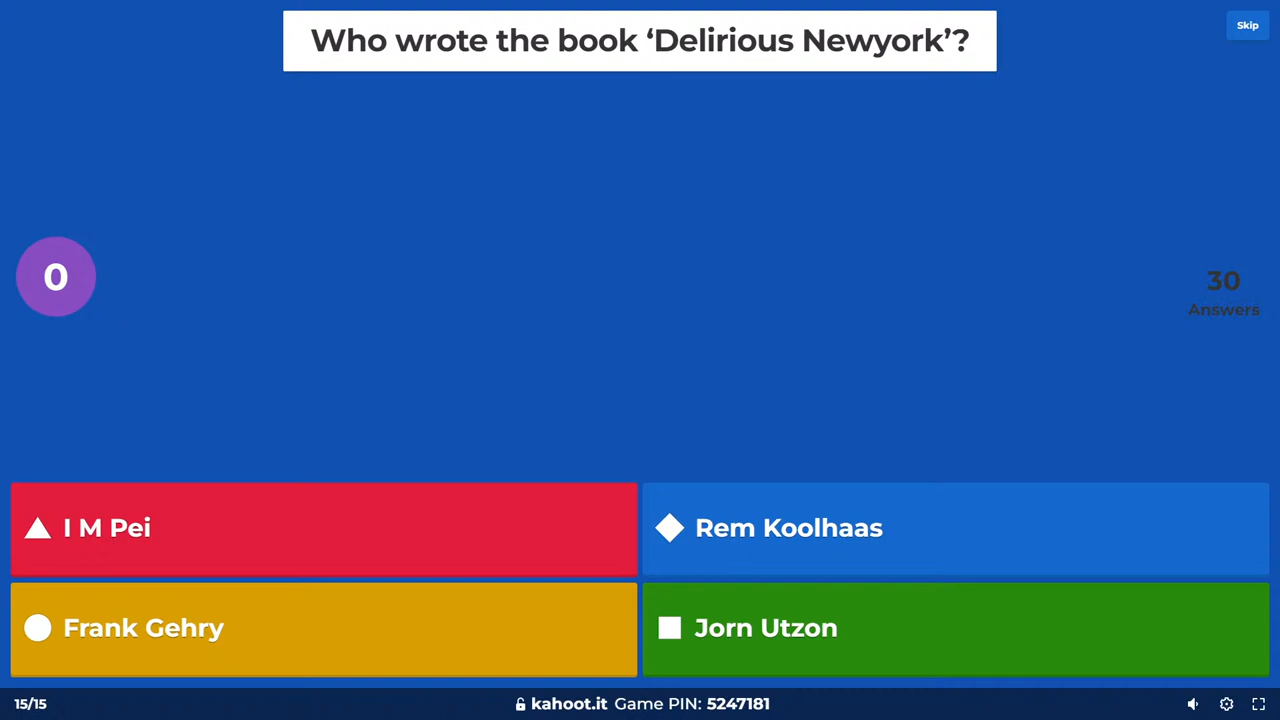 Who wrote the book ‘Delirious Newyork’?
Skip
0
30
Answers
I M Pei
Rem Koolhaas
Frank Gehry
Jorn Utzon
15/15
kahoot.it Game PIN: 5247181